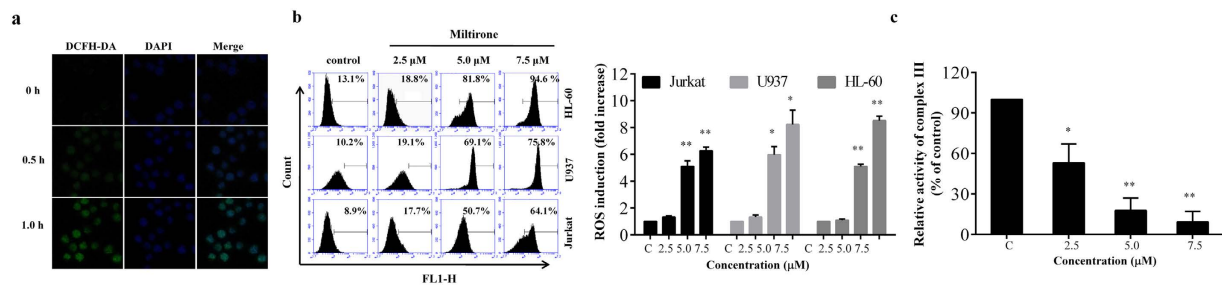 a
DCFH-DA DAPI Merge
0 h
0.5 h
1.0 h
b
Miltirone
control 2.5 μM 5.0 μM 7.5 μM
13.1% 18.8% 81.8% 94.6 %
HL-60
10.2% 19.1% 69.1% 75.8%
U937
8.9% 17.7% 50.7% 64.1%
Jurkat
Count
FL1-H
ROS induction (fold increase)
Jurkat U937 HL-60
12
10
8
6
4
2
0
** ** * * ** **
C 2.5 5.0 7.5 C 2.5 5.0 7.5 C 2.5 5.0 7.5
Concentration (μM)
c
Relative activity of complex III
(% of control)
120
90
60
30
0
* ** **
C 2.5 5.0 7.5
Concentration (μM)